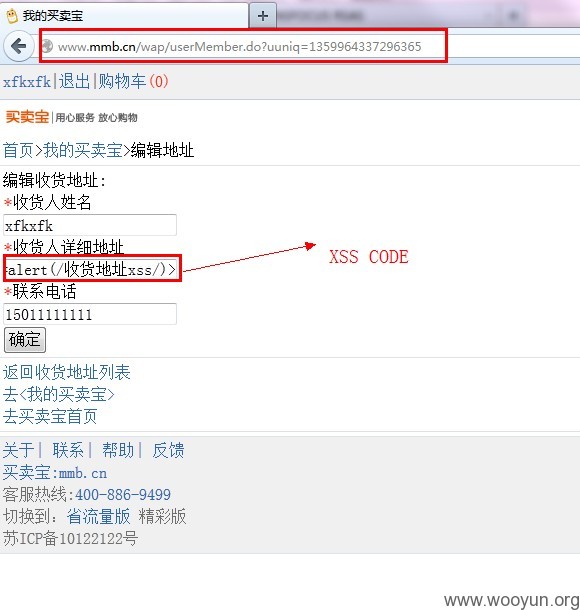 我的买卖宝
www.mmb.cn/wap/userMember.do?uuniq=1359964337296365
xfkxfk|退出|购物车(0)
买卖宝|用心服务 放心购物
首页>我的买卖宝>编辑地址
编辑收货地址:
*收货人姓名
xfkxfk
*收货人详细地址
=alert(/收货地址xss/)>
XSS CODE
*联系电话
15011111111
确定
返回收货地址列表
去<我的买卖宝>
去买卖宝首页
关于| 联系| 帮助| 反馈
买卖宝:mmb.cn
客服热线:400-886-9499
切换到: 省流量版 精彩版
苏ICP备10122122号
www.wooyun.org